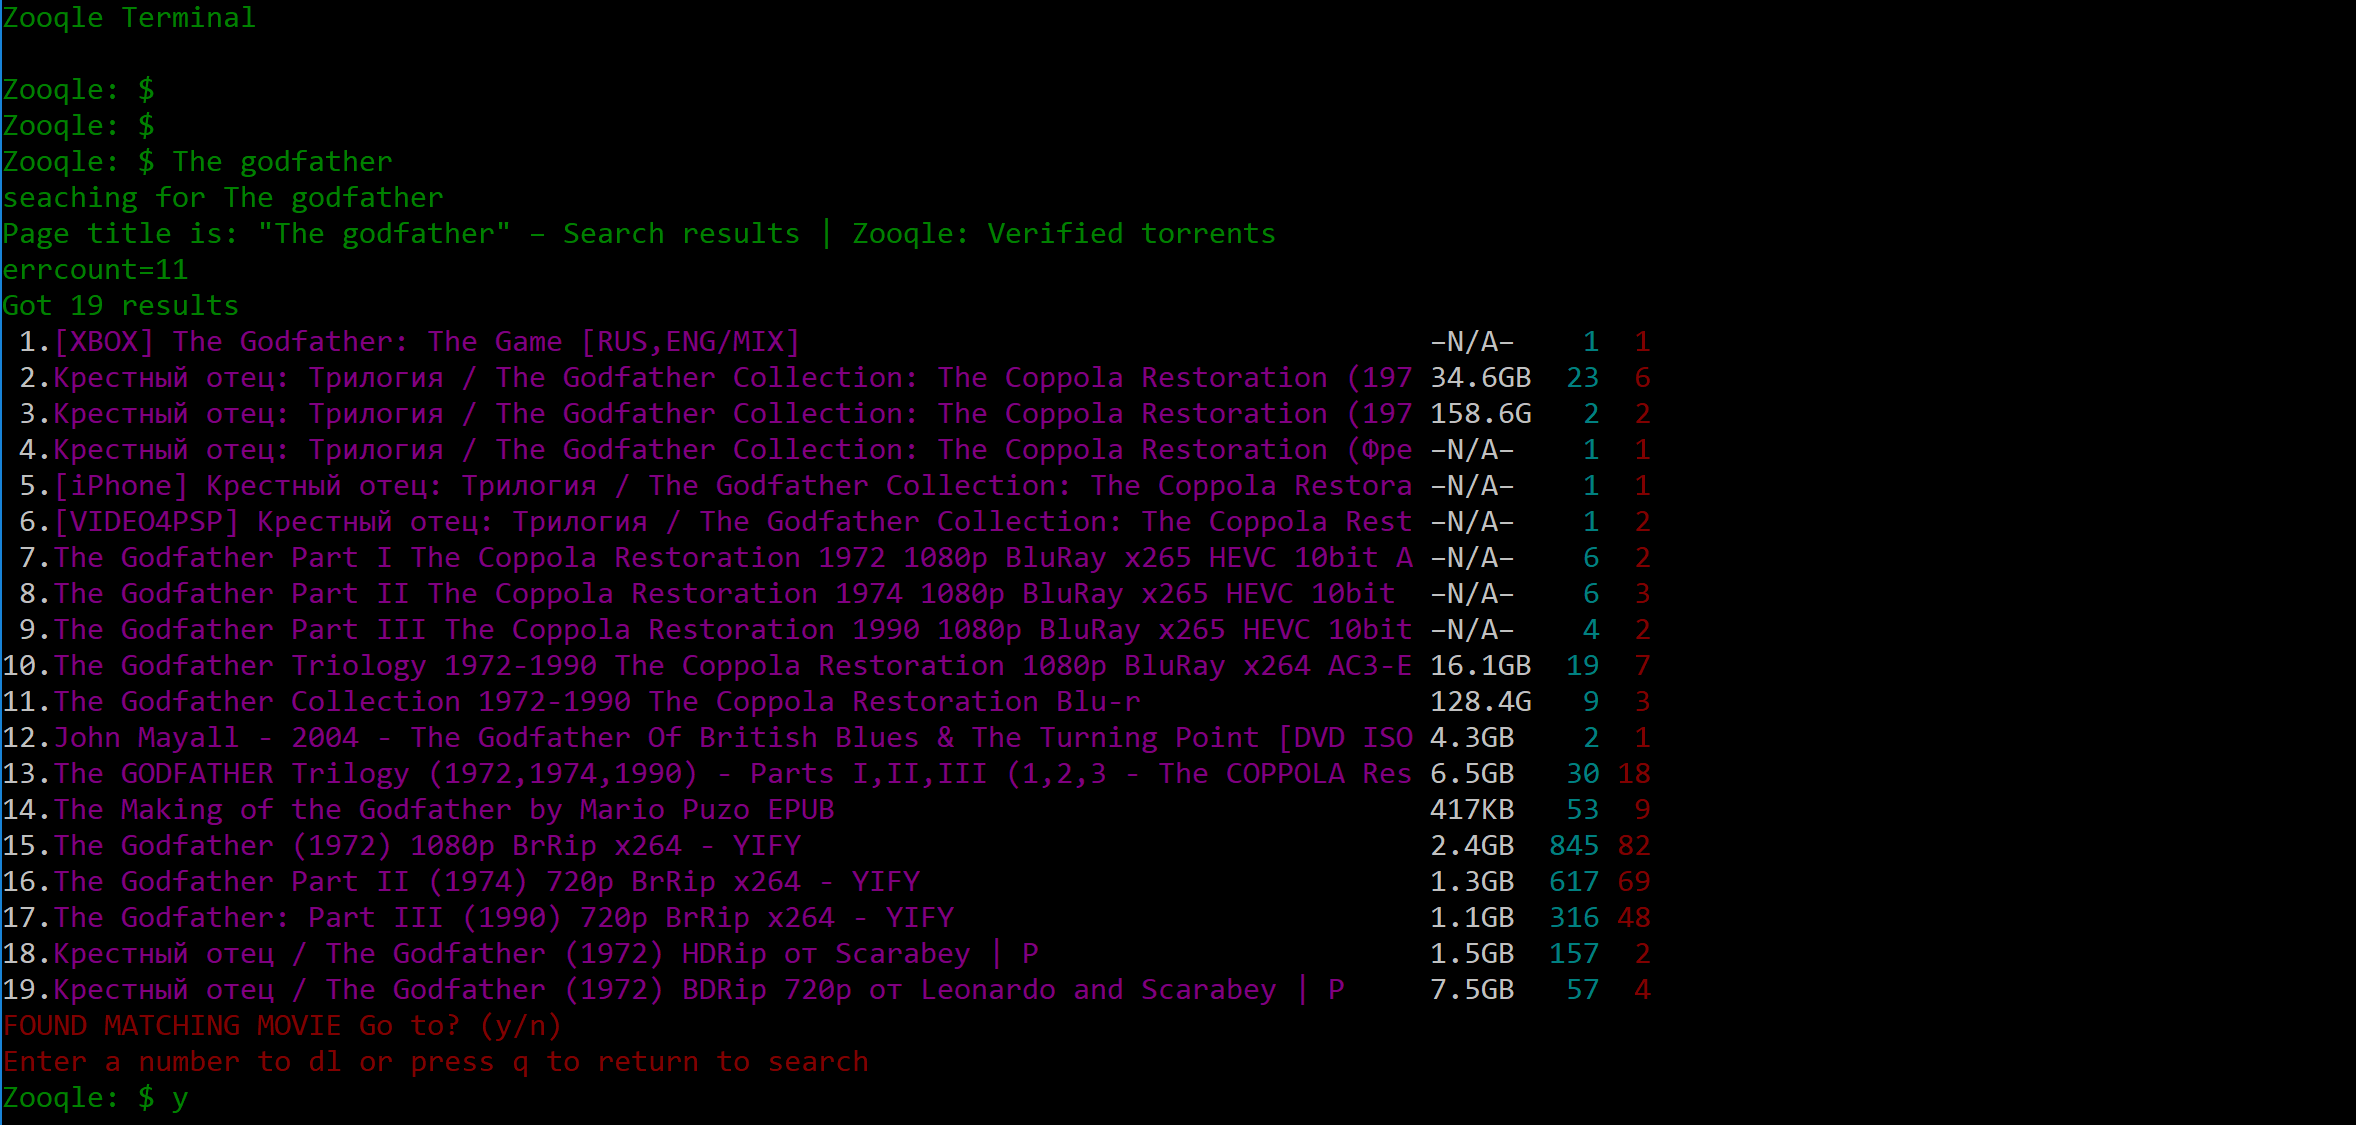 Zooqle Terminal
Zooqle: $
Zooqle: $
Zooqle: $ The godfather
seaching for The godfather
Page title is: "The godfather" – Search results | Zooqle: Verified torrents
errcount=11
Got 19 results
1.[XBOX] The Godfather: The Game [RUS,ENG/MIX] –N/A– 1 1
2.Крестный отец: Трилогия / The Godfather Collection: The Coppola Restoration (197 34.6GB 23 6
3.Крестный отец: Трилогия / The Godfather Collection: The Coppola Restoration (197 158.6G 2 2
4.Крестный отец: Трилогия / The Godfather Collection: The Coppola Restoration (Фре –N/A– 1 1
5.[iPhone] Крестный отец: Трилогия / The Godfather Collection: The Coppola Restora –N/A– 1 1
6.[VIDEO4PSP] Крестный отец: Трилогия / The Godfather Collection: The Coppola Rest –N/A– 1 2
7.The Godfather Part I The Coppola Restoration 1972 1080p BluRay x265 HEVC 10bit A –N/A– 6 2
8.The Godfather Part II The Coppola Restoration 1974 1080p BluRay x265 HEVC 10bit –N/A– 6 3
9.The Godfather Part III The Coppola Restoration 1990 1080p BluRay x265 HEVC 10bit –N/A– 4 2
10.The Godfather Triology 1972-1990 The Coppola Restoration 1080p BluRay x264 AC3-E 16.1GB 19 7
11.The Godfather Collection 1972-1990 The Coppola Restoration Blu-r 128.4G 9 3
12.John Mayall - 2004 - The Godfather Of British Blues & The Turning Point [DVD ISO 4.3GB 2 1
13.The GODFATHER Trilogy (1972,1974,1990) - Parts I,II,III (1,2,3 - The COPPOLA Res 6.5GB 30 18
14.The Making of the Godfather by Mario Puzo EPUB 417KB 53 9
15.The Godfather (1972) 1080p BrRip x264 - YIFY 2.4GB 845 82
16.The Godfather Part II (1974) 720p BrRip x264 - YIFY 1.3GB 617 69
17.The Godfather: Part III (1990) 720p BrRip x264 - YIFY 1.1GB 316 48
18.Крестный отец / The Godfather (1972) HDRip от Scarabey | P 1.5GB 157 2
19.Крестный отец / The Godfather (1972) BDRip 720p от Leonardo and Scarabey | P 7.5GB 57 4
FOUND MATCHING MOVIE Go to? (y/n)
Enter a number to dl or press q to return to search
Zooqle: $ y